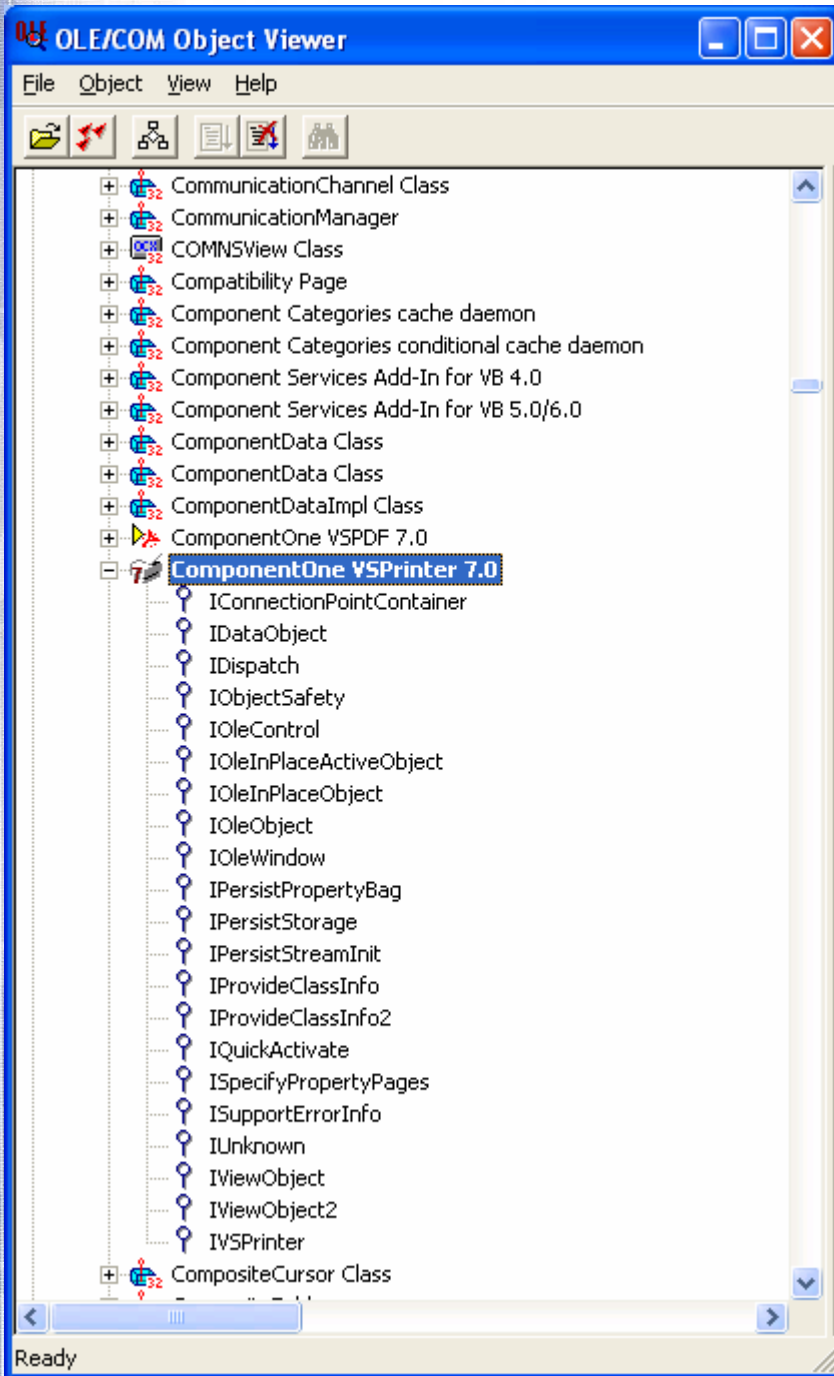 OLE/COM Object Viewer
File Object View Help
CommunicationChannel Class
CommunicationManager
COMNSView Class
Compatibility Page
Component Categories cache daemon
Component Categories conditional cache daemon
Component Services Add-In for VB 4.0
Component Services Add-In for VB 5.0/6.0
ComponentData Class
ComponentData Class
ComponentDataImpl Class
ComponentOne VSPDF 7.0
ComponentOne VSPrinter 7.0
IConnectionPointContainer
IDataObject
IDispatch
IObjectSafety
IOleControl
IOleInPlaceActiveObject
IOleInPlaceObject
IOleObject
IOleWindow
IPersistPropertyBag
IPersistStorage
IPersistStreamInit
IProvideClassInfo
IProvideClassInfo2
IQuickActivate
ISpecifyPropertyPages
ISupportErrorInfo
IUnknown
IViewObject
IViewObject2
IVSPrinter
CompositeCursor Class
Ready